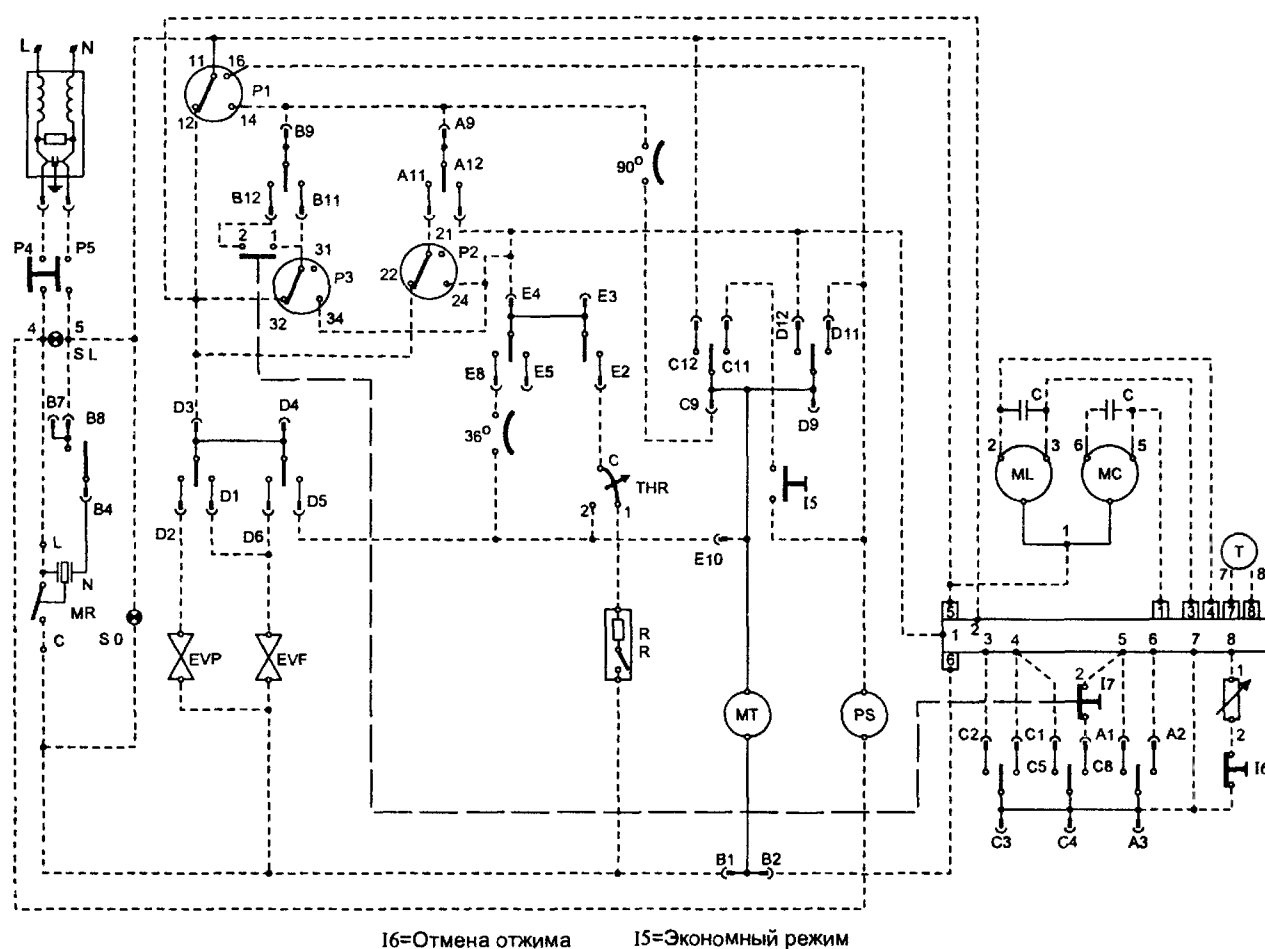 L N
11 16
P1
12 14
B9
A9
90°
A11 A12
B12 B11
2 1
31
P3
32 34
21
P2
22
24
P4 P5
4 5
SL
E4 E3
E8 E5 E2
D12 D11
C12 C11
C9 D9
B7 B8
B4
D3 D4
D1 D5
D2 D6
36°
C
THR
2 1
I5
E10
L
N
MR
C
S0
EVP EVF
R
R
MT
PS
B1 B2
C C
2 3 6 5
ML MC
1
T
7 8
5 1 3 4 7 8
1 2
3 4 5 6 7 8
6
2 I7
1
2
C2 C1 A1 A2
C5 C8
I6
C3 C4 A3
I6=Отмена отжима I5=Экономный режим